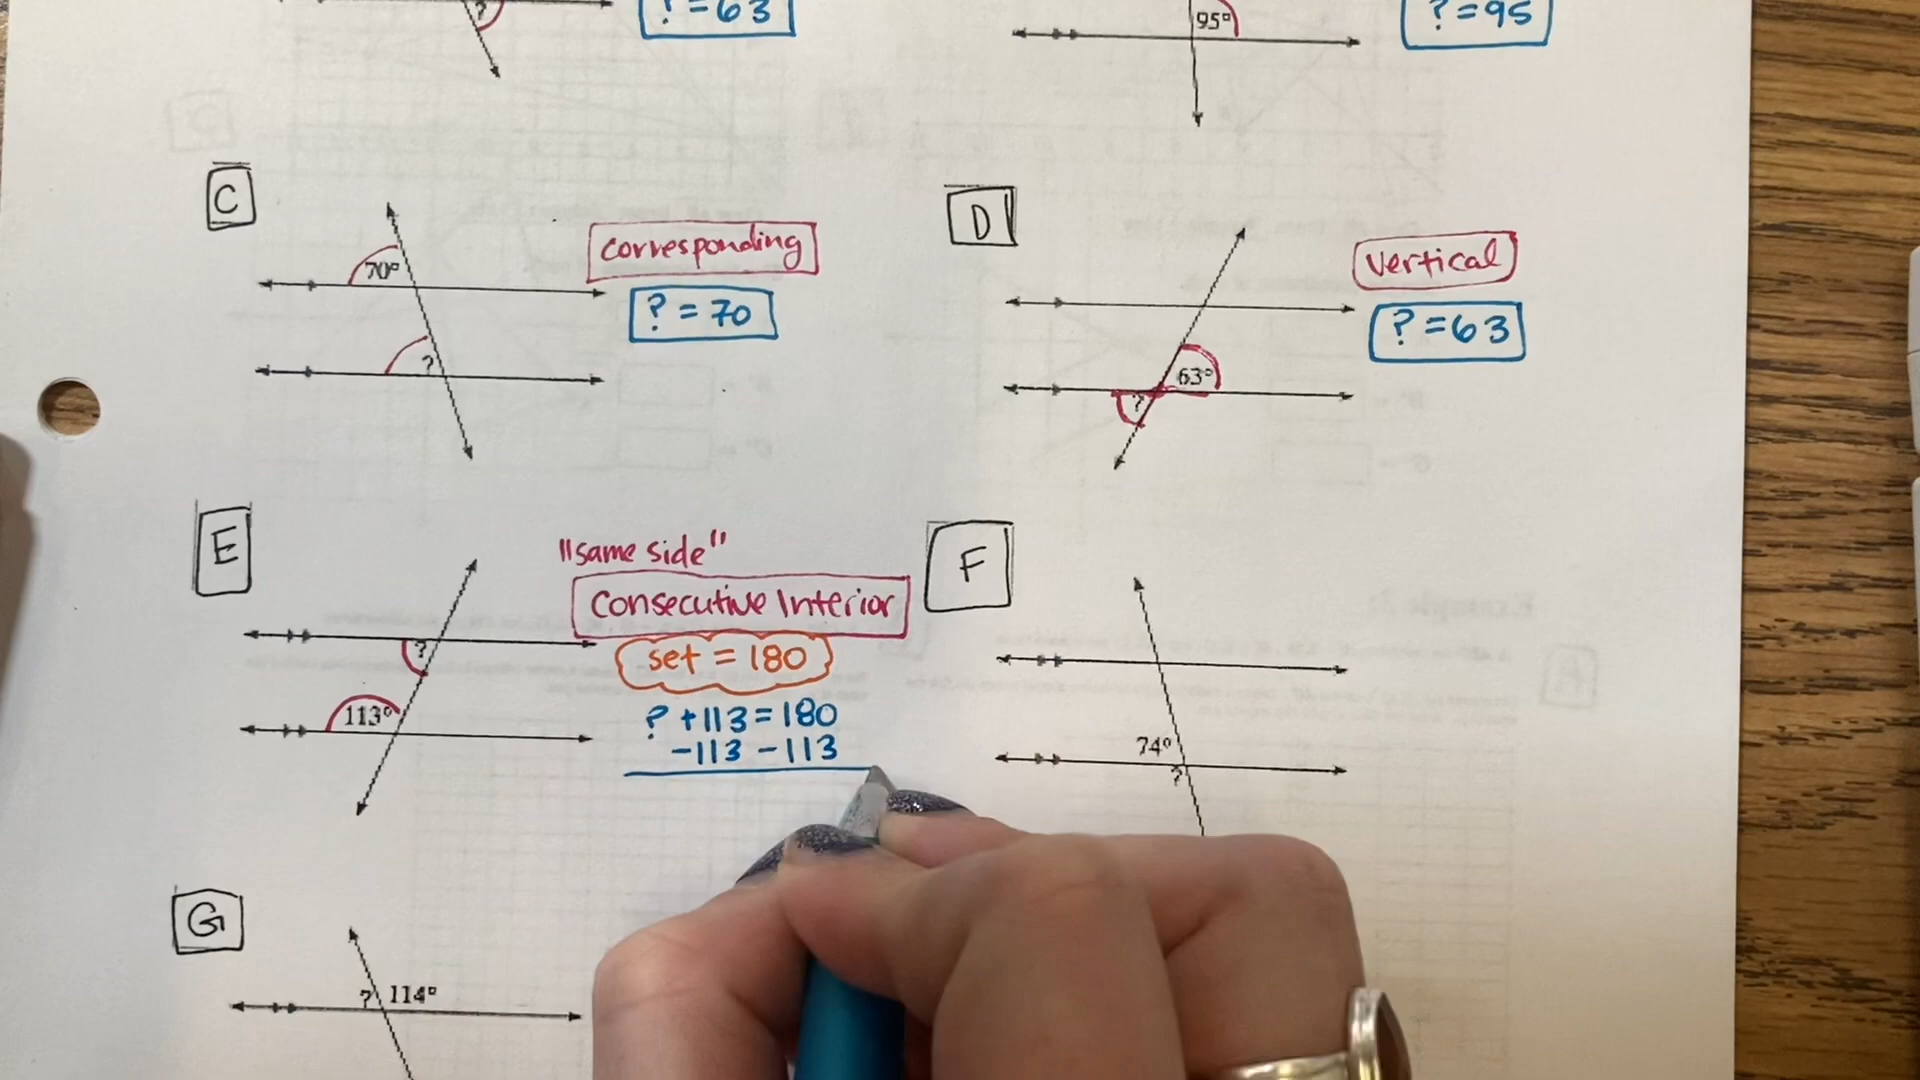 ?
? = 63
95°
? = 95
C
70°
?
corresponding
? = 70
D
63°
?
vertical
? = 63
E
?
113°
"same side"
Consecutive Interior
set = 180
? + 113 = 180
-113 -113
F
74°
?
G
? 114°